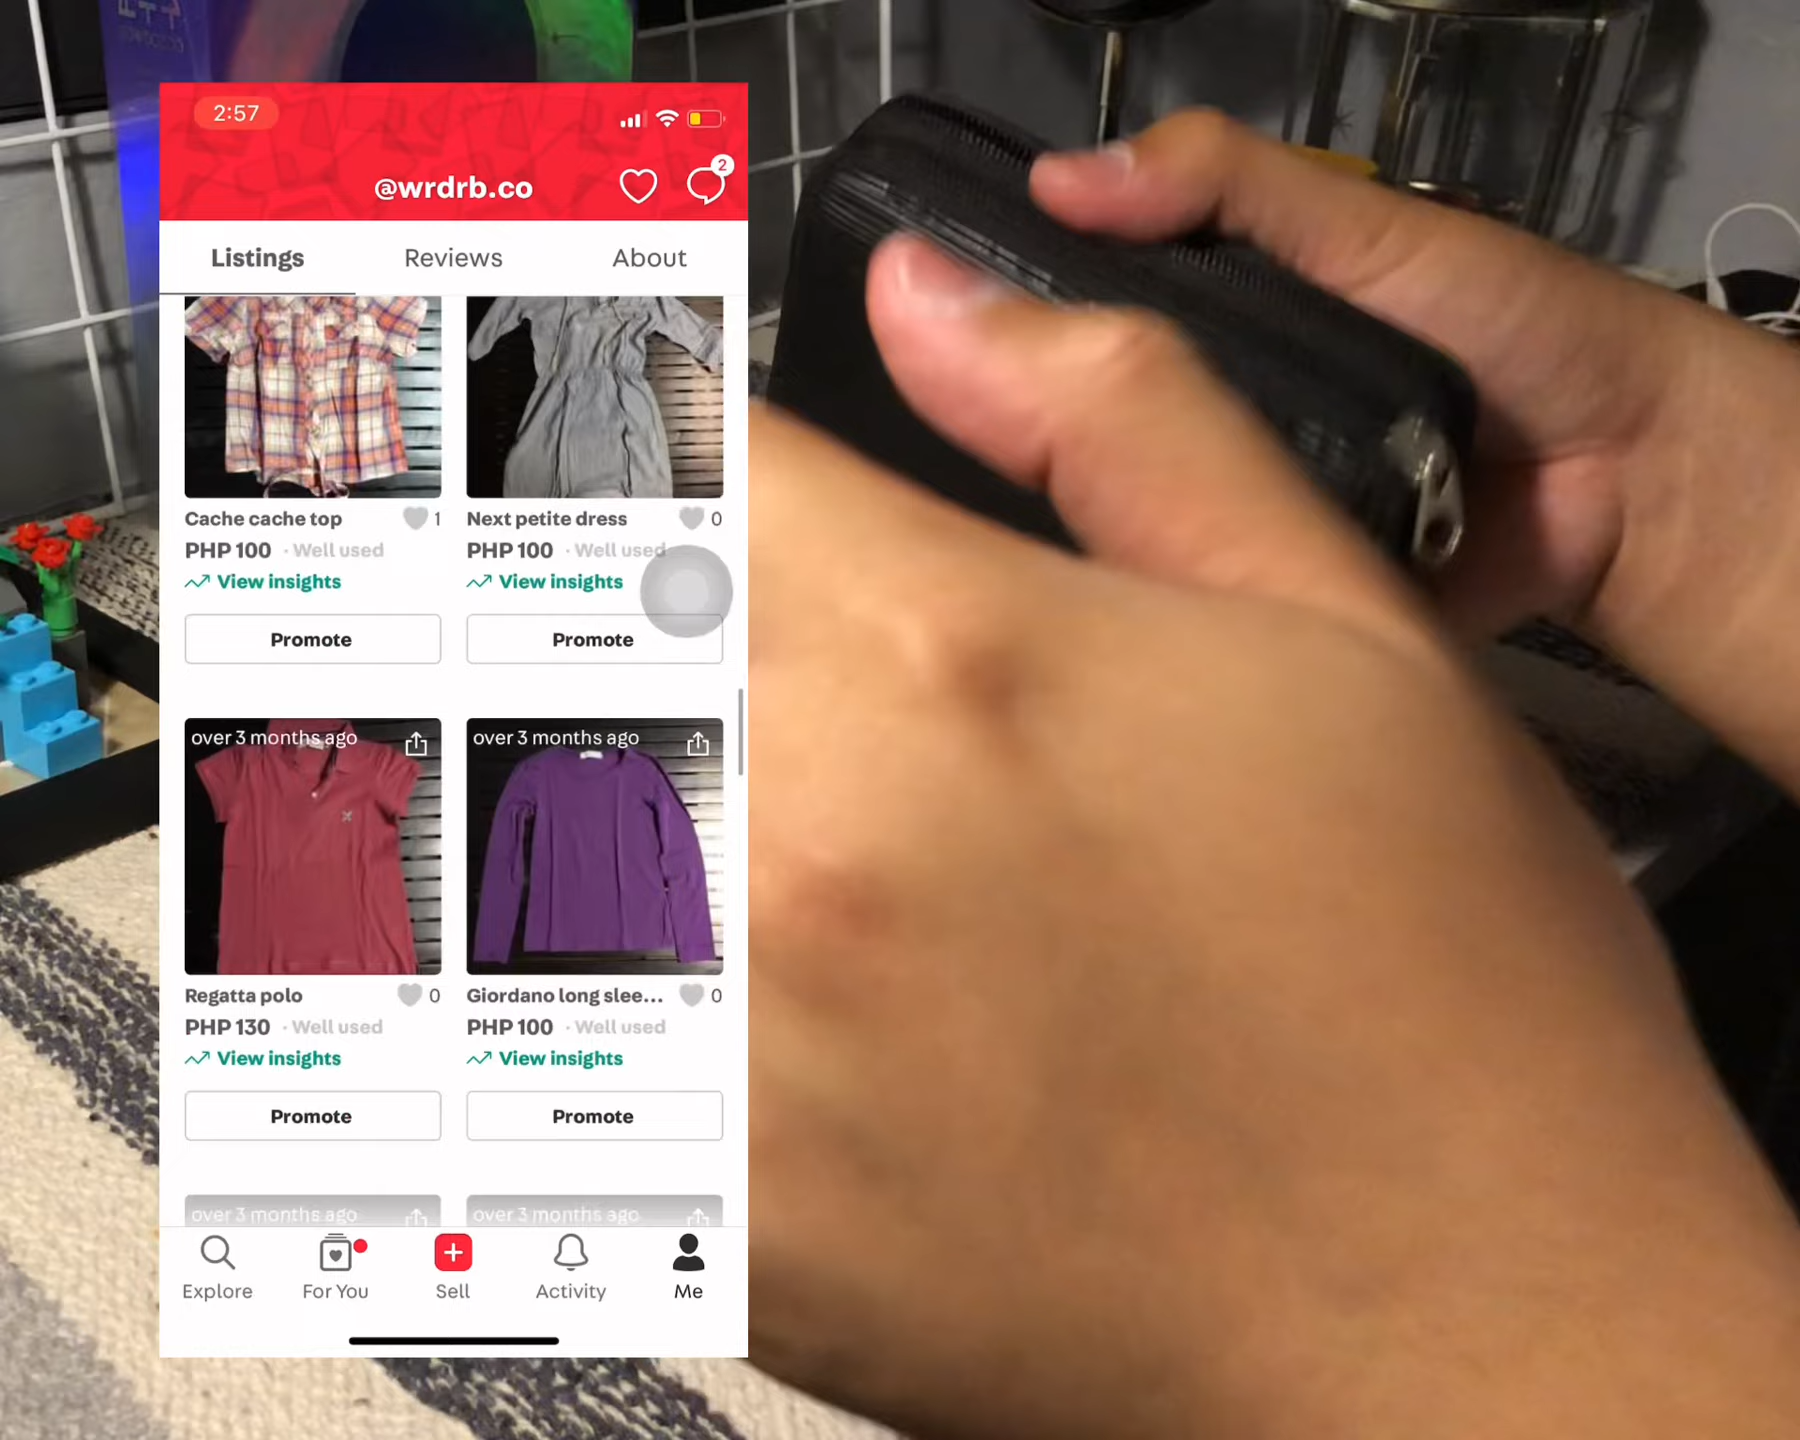 2:57
@wrdrb.co
2
Listings Reviews About
Cache cache top 1
PHP 100 · Well used
View insights
Promote
Next petite dress 0
PHP 100 · Well used
View insights
Promote
over 3 months ago
Regatta polo 0
PHP 130 · Well used
View insights
Promote
over 3 months ago
Giordano long slee... 0
PHP 100 · Well used
View insights
Promote
over 3 months ago
over 3 months ago
Explore For You Sell Activity Me